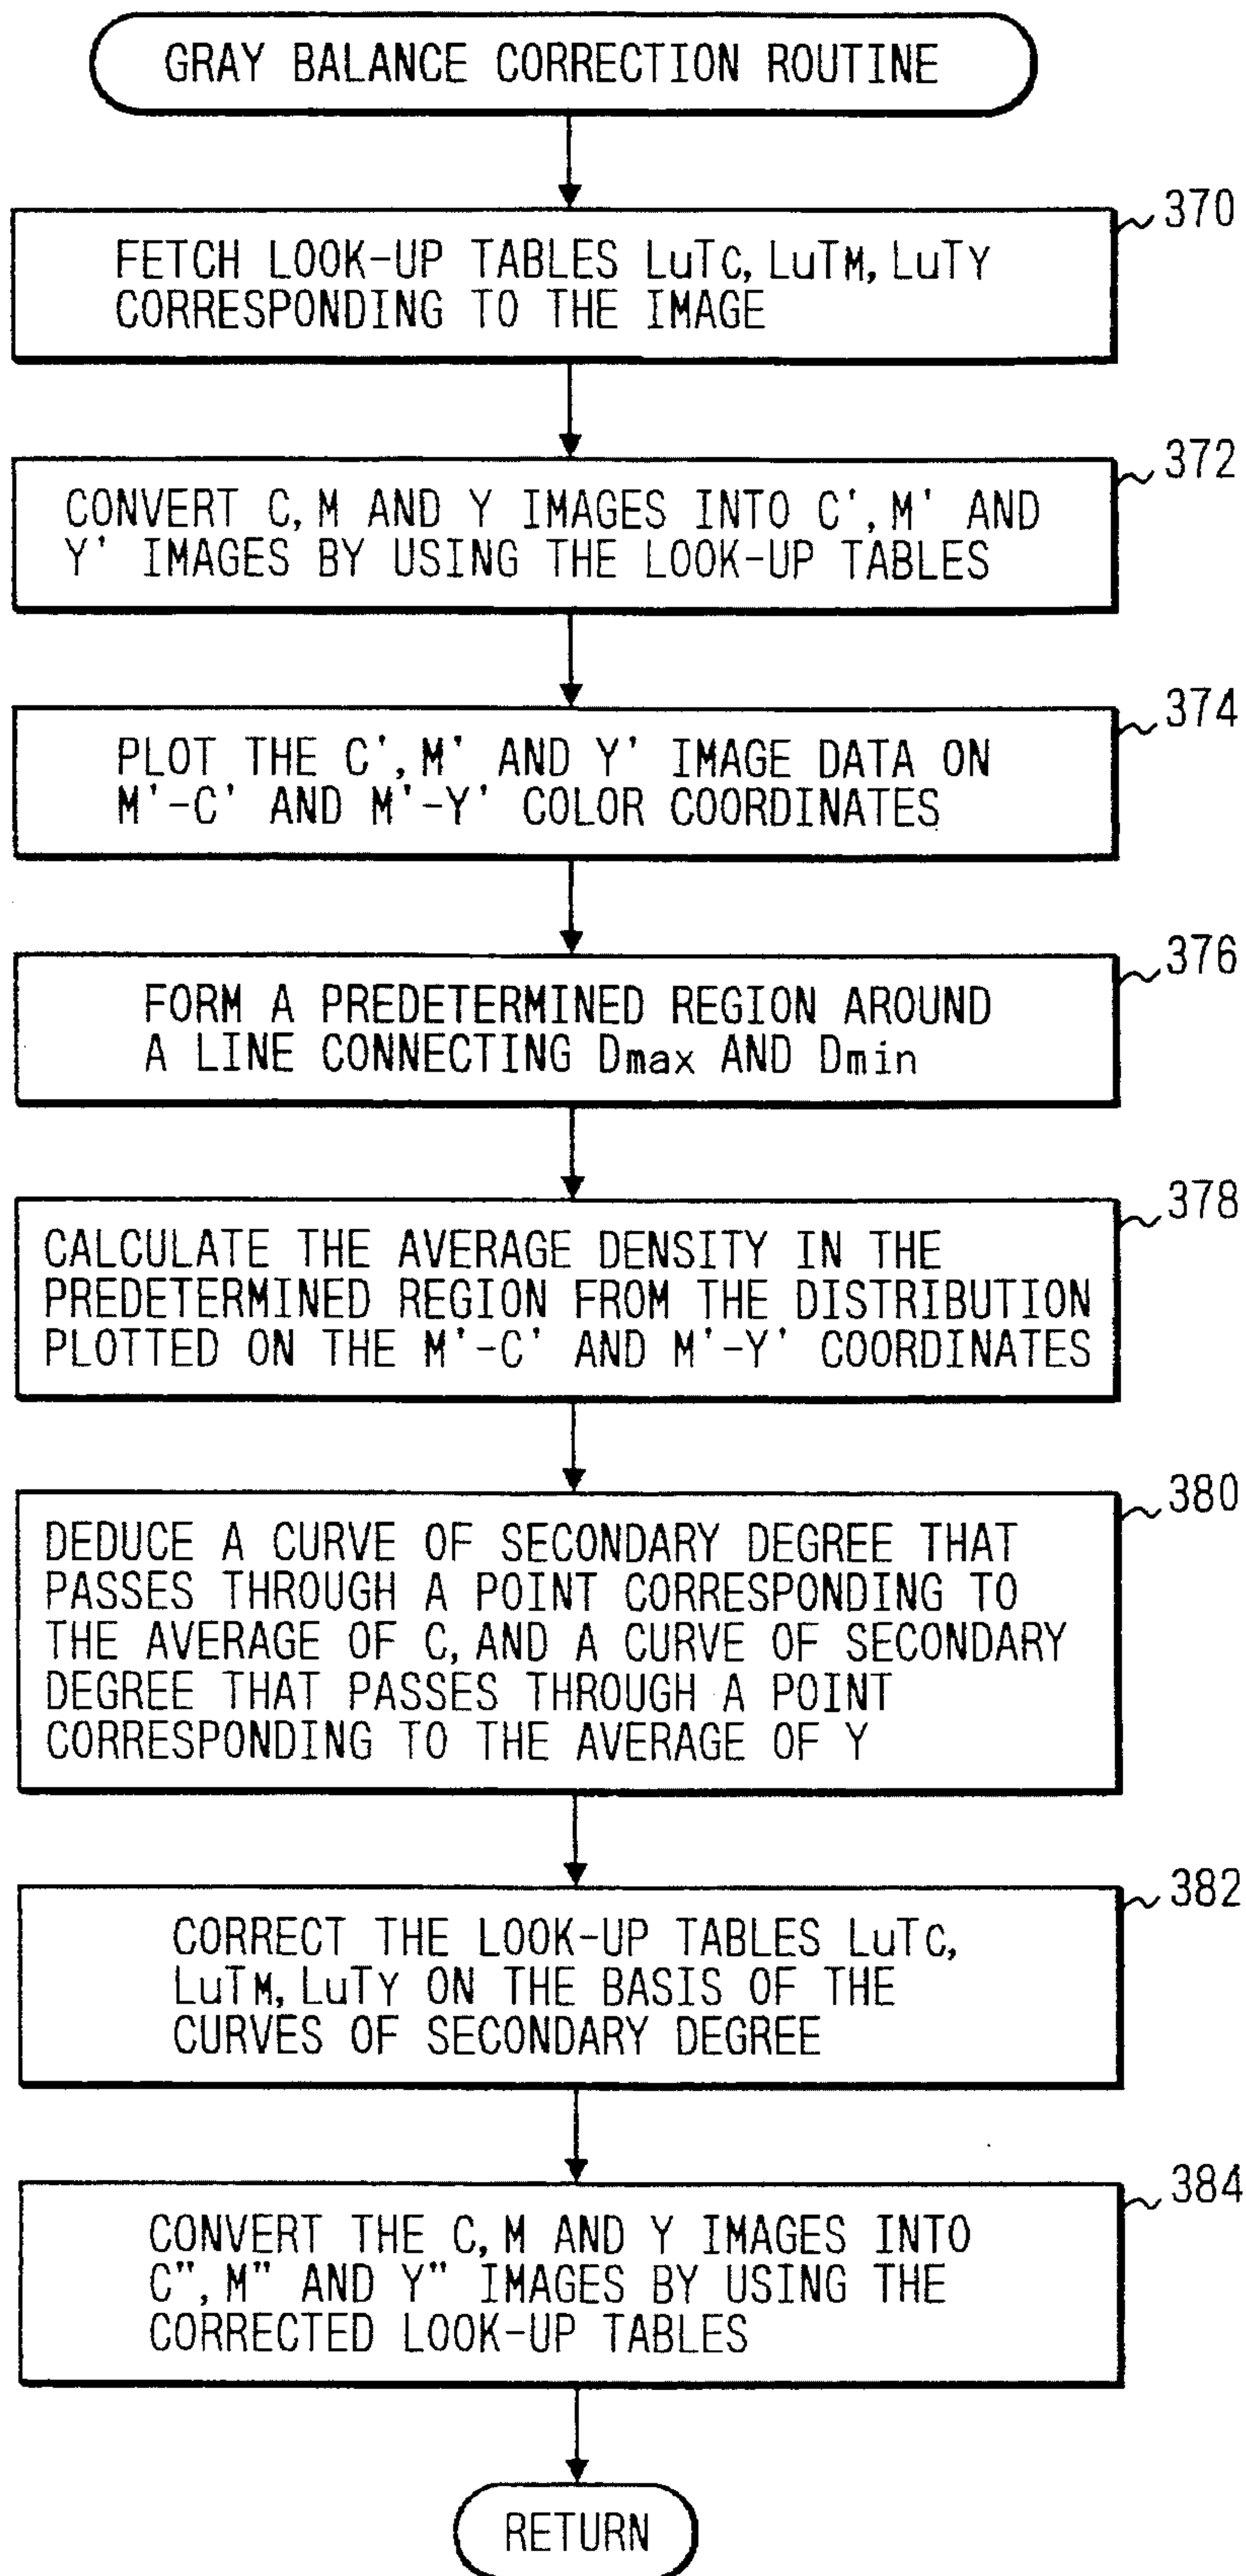 GRAY BALANCE CORRECTION ROUTINE
370
FETCH LOOK-UP TABLES LuTC, LuTM, LuTY
CORRESPONDING TO THE IMAGE
372
CONVERT C, M AND Y IMAGES INTO C', M' AND
Y' IMAGES BY USING THE LOOK-UP TABLES
374
PLOT THE C', M' AND Y' IMAGE DATA ON
M'-C' AND M'-Y' COLOR COORDINATES
376
FORM A PREDETERMINED REGION AROUND
A LINE CONNECTING Dmax AND Dmin
378
CALCULATE THE AVERAGE DENSITY IN THE
PREDETERMINED REGION FROM THE DISTRIBUTION
PLOTTED ON THE M'-C' AND M'-Y' COORDINATES
380
DEDUCE A CURVE OF SECONDARY DEGREE THAT
PASSES THROUGH A POINT CORRESPONDING TO
THE AVERAGE OF C, AND A CURVE OF SECONDARY
DEGREE THAT PASSES THROUGH A POINT
CORRESPONDING TO THE AVERAGE OF Y
382
CORRECT THE LOOK-UP TABLES LuTC,
LuTM, LuTY ON THE BASIS OF THE
CURVES OF SECONDARY DEGREE
384
CONVERT THE C, M AND Y IMAGES INTO
C", M" AND Y" IMAGES BY USING THE
CORRECTED LOOK-UP TABLES
RETURN